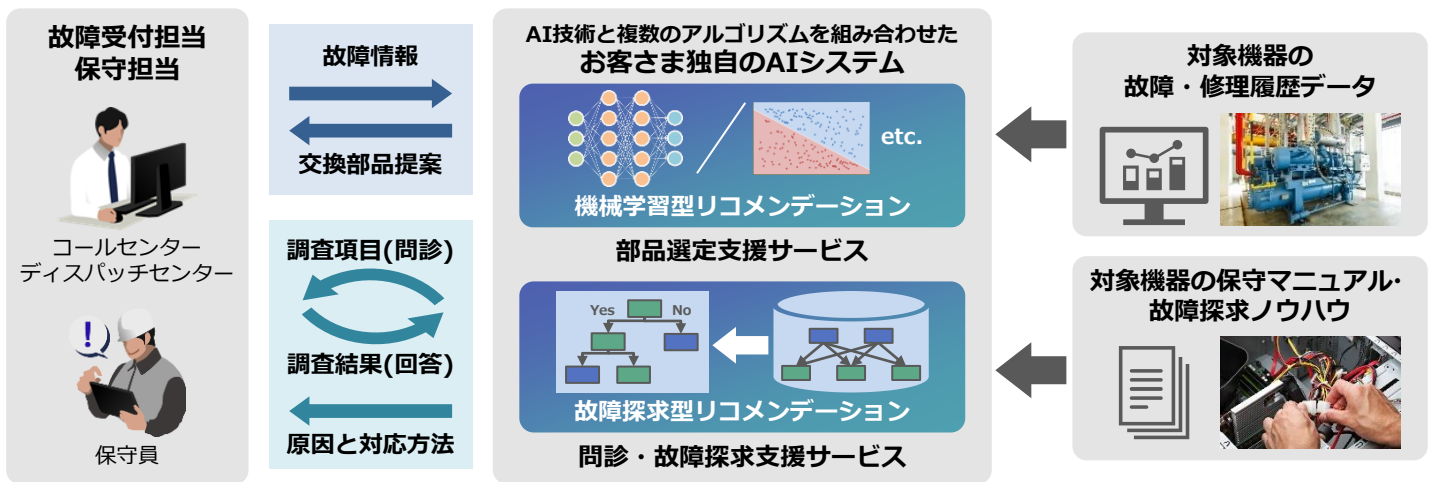 故障受付担当
保守担当
コールセンター
ディスパッチセンター
!
保守員
故障情報
交換部品提案
調査項目(問診)
調査結果(回答)
原因と対応方法
AI技術と複数のアルゴリズムを組み合わせた
お客さま独自のAIシステム
etc.
機械学習型リコメンデーション
部品選定支援サービス
Yes
No
故障探求型リコメンデーション
問診・故障探求支援サービス
対象機器の
故障・修理履歴データ
対象機器の保守マニュアル・
故障探求ノウハウ